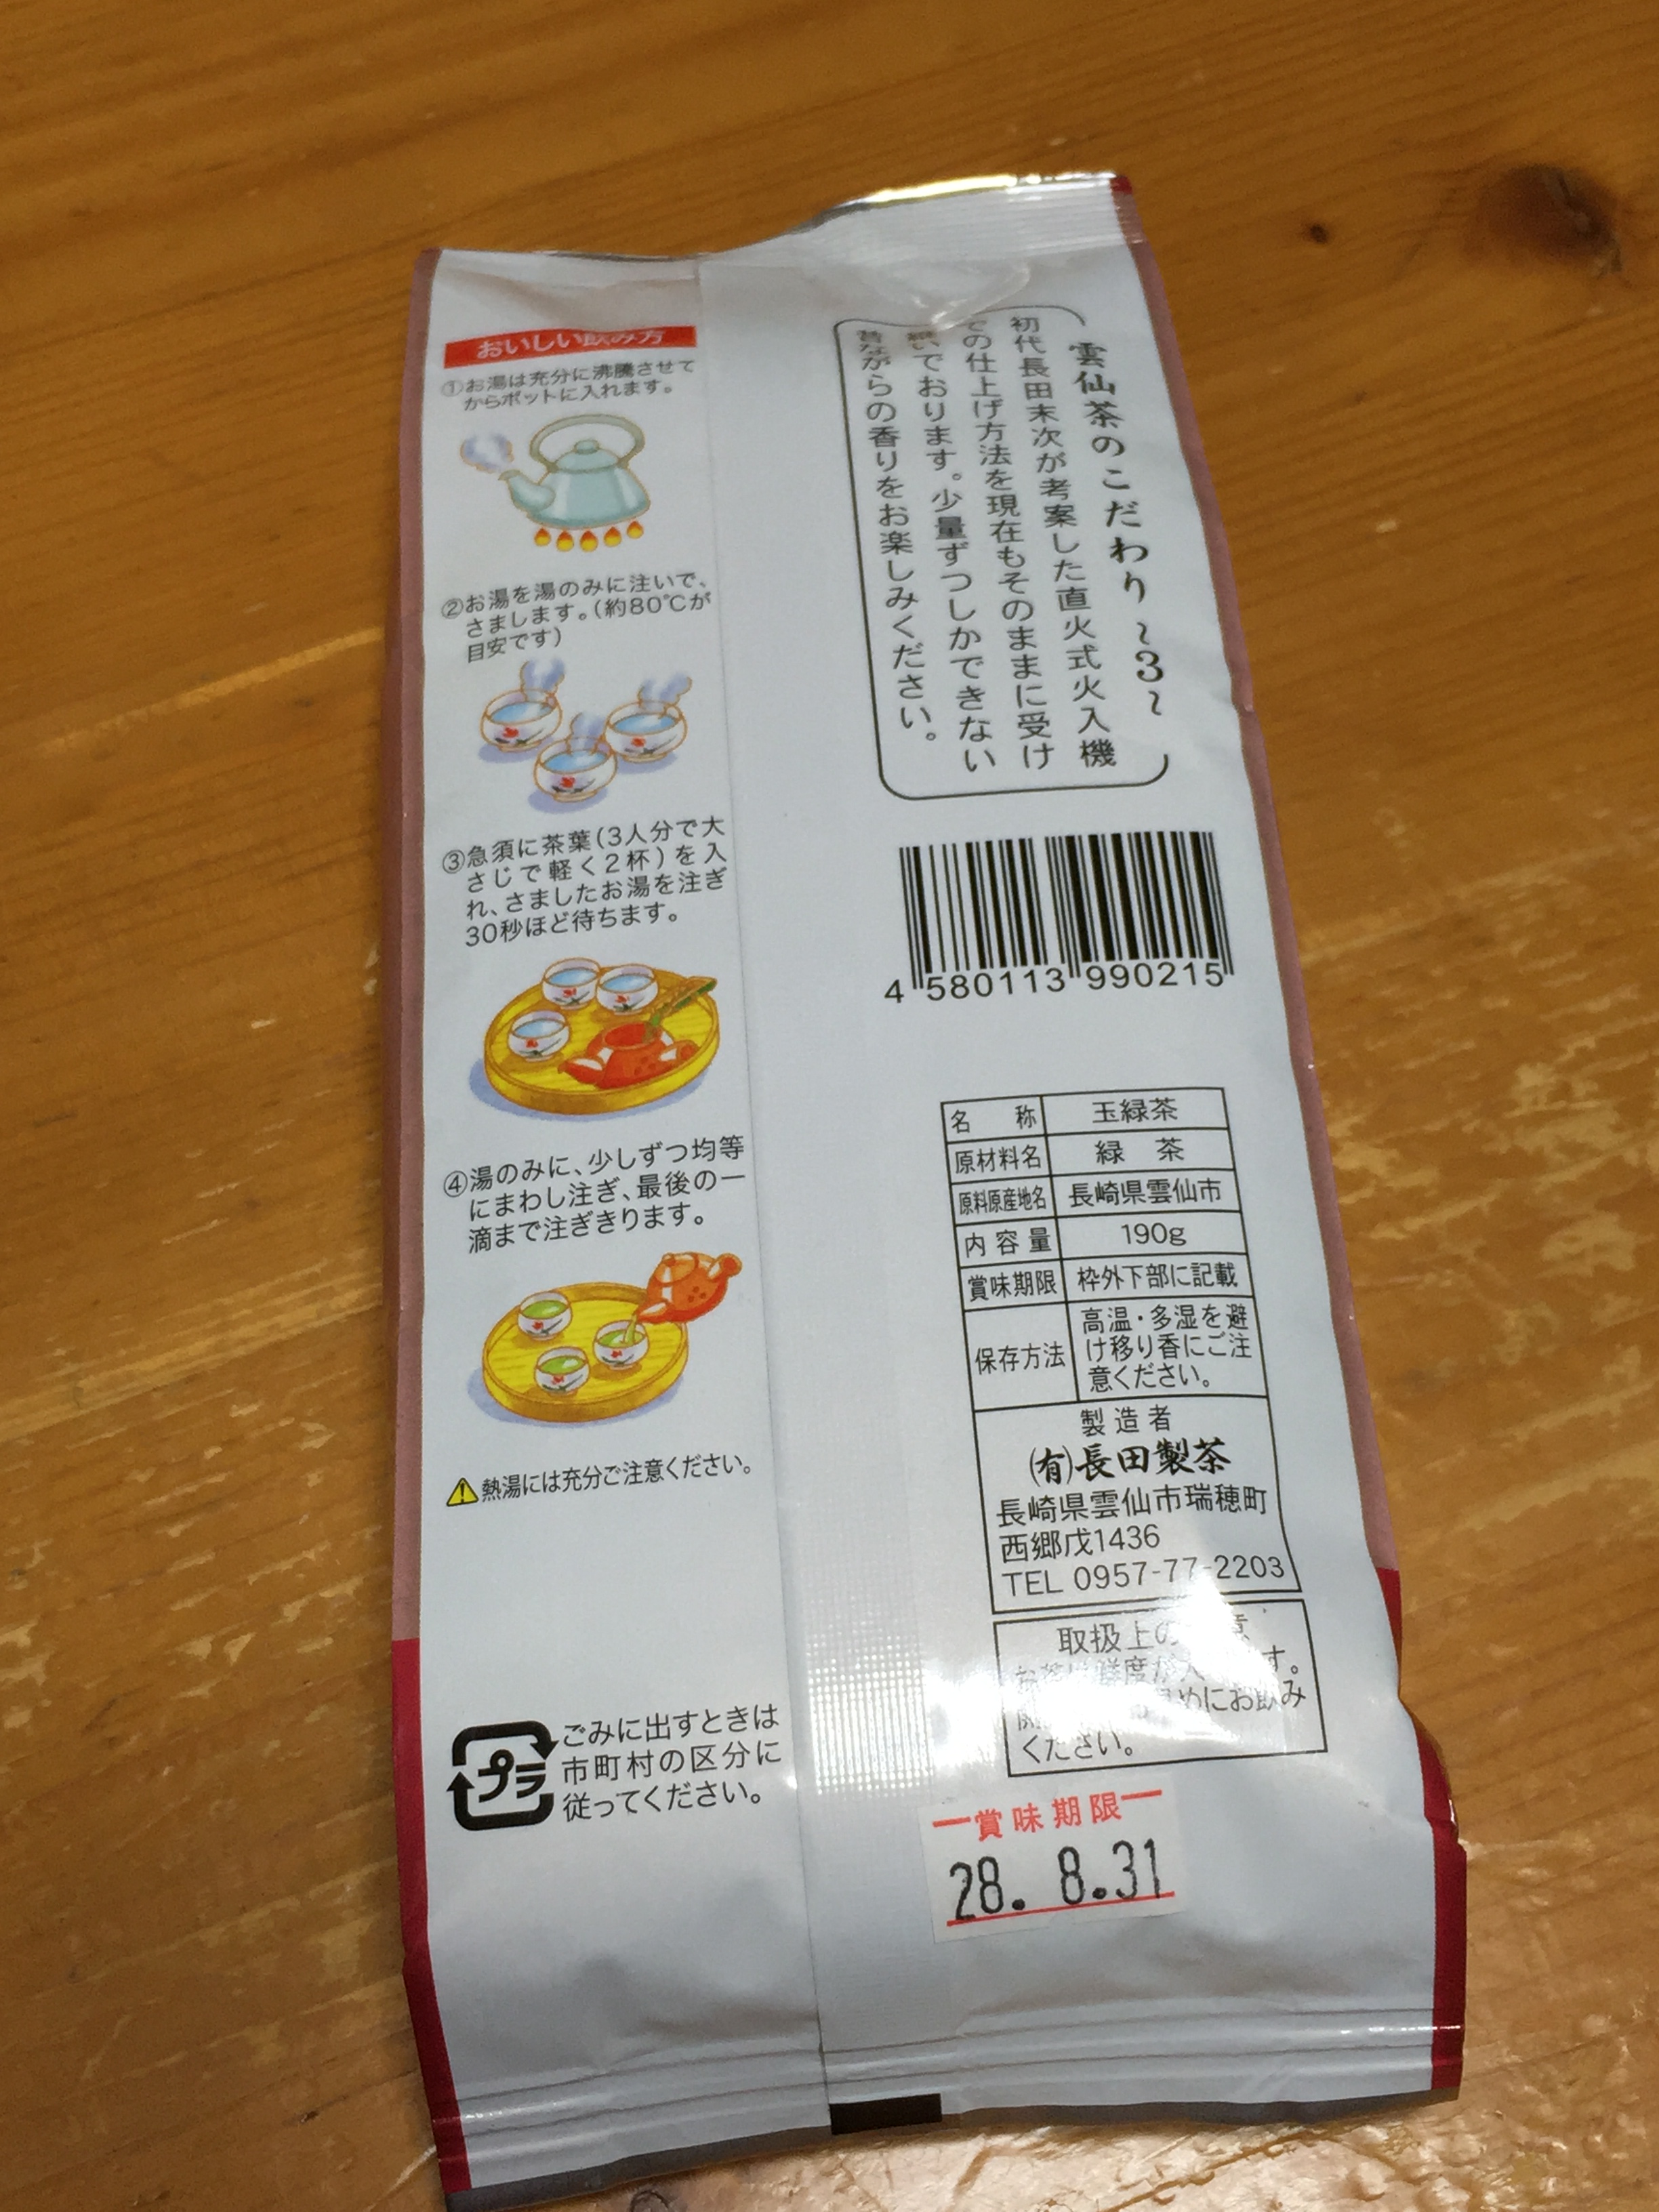 おいしい飲み方
①お湯は充分に沸騰させて
からポットに入れます。
②お湯を湯のみに注いで、
さまします。(約80℃が
目安です)
③急須に茶葉(3人分で大
さじで軽く2杯)を入
れ、さましたお湯を注ぎ
30秒ほど待ちます。
④湯のみに、少しずつ均等
にまわし注ぎ、最後の一
滴まで注ぎきります。
熱湯には充分ご注意ください。
プラ
ごみに出すときは
市町村の区分に
従ってください。
雲仙茶のこだわり~3~
初代長田末次が考案した直火式火入機
での仕上げ方法を現在もそのままに受け
継いでおります。少量ずつしかできない
昔ながらの香りをお楽しみください。
4 580113 990215
名称 玉緑茶
原材料名 緑茶
原料原産地名 長崎県雲仙市
内容量 190g
賞味期限 枠外下部に記載
保存方法 高温・多湿を避
け移り香にご注
意ください。
製造者
(有)長田製茶
長崎県雲仙市瑞穂町
西郷戊1436
TEL 0957-77-2203
取扱上の
お茶は鮮度が す。
めにお飲み
ください。
賞味期限
28. 8.31